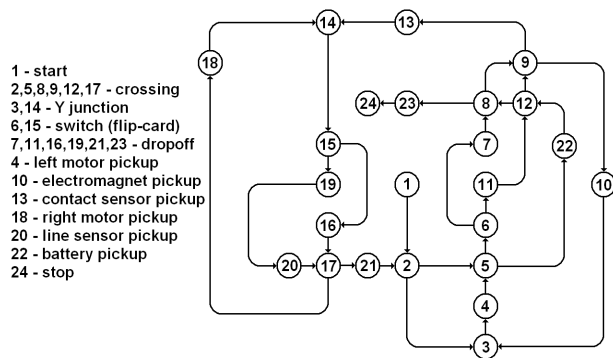 1 - start
2,5,8,9,12,17 - crossing
3,14 - Y junction
6,15 - switch (flip-card)
7,11,16,19,21,23 - dropoff
4 - left motor pickup
10 - electromagnet pickup
13 - contact sensor pickup
18 - right motor pickup
20 - line sensor pickup
22 - battery pickup
24 - stop
14 13
18 9
24 23 8 12
15 7 22
19 1 11 10
16 6
20 17 21 2 5
4
3